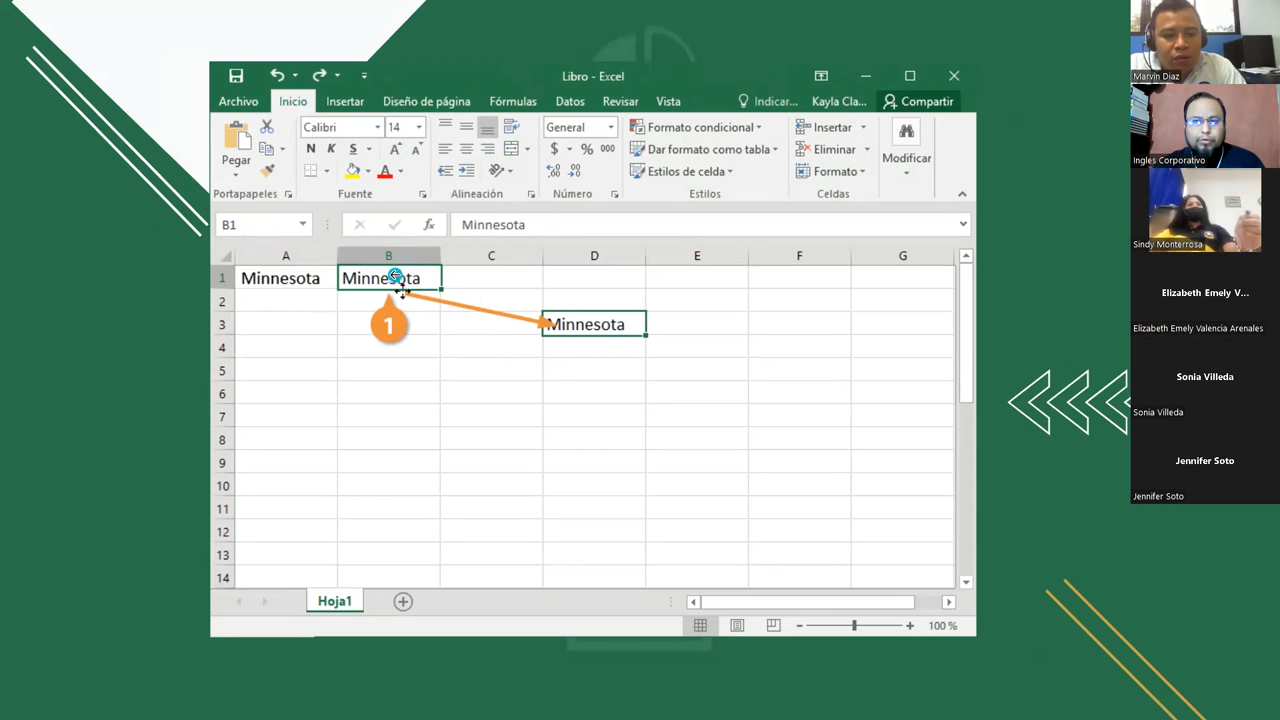 Libro - Excel
Archivo Inicio Insertar Diseño de página Fórmulas Datos Revisar Vista Indicar... Kayla Cla... Compartir
Pegar
Calibri 14
N K S A A
A
General
$ % 000
Formato condicional
Dar formato como tabla
Estilos de celda
Insertar
Eliminar
Formato
Modificar
Portapapeles Fuente Alineación Número Estilos Celdas
B1 fx Minnesota
A B C D E F G
1 Minnesota Minnesota
2
3 Minnesota
1
4
5
6
7
8
9
10
11
12
13
14
Hoja1
100 %
Marvin Diaz
Ingles Corporativo
Sindy Monterrosa
Elizabeth Emely V...
Elizabeth Emely Valencia Arenales
Sonia Villeda
Sonia Villeda
Jennifer Soto
Jennifer Soto